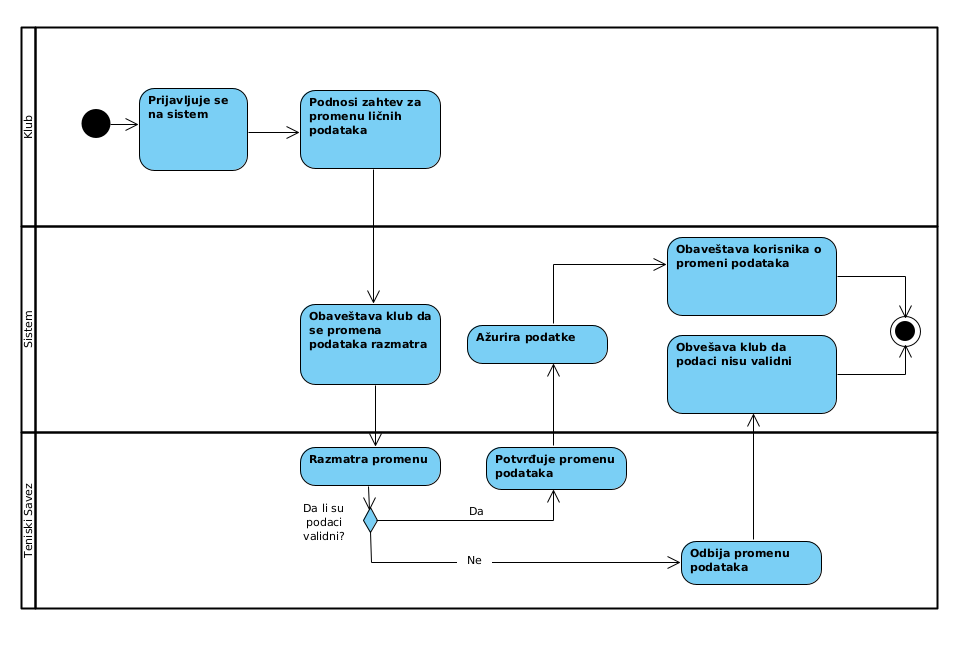 Klub
Prijavljuje se
na sistem
Podnosi zahtev za
promenu ličnih
podataka
Sistem
Obaveštava klub da
se promena
podataka razmatra
Ažurira podatke
Obaveštava korisnika o
promeni podataka
Obvešava klub da
podaci nisu validni
Teniski Savez
Razmatra promenu
Da li su
podaci
validni?
Da
Potvrđuje promenu
podataka
Ne
Odbija promenu
podataka